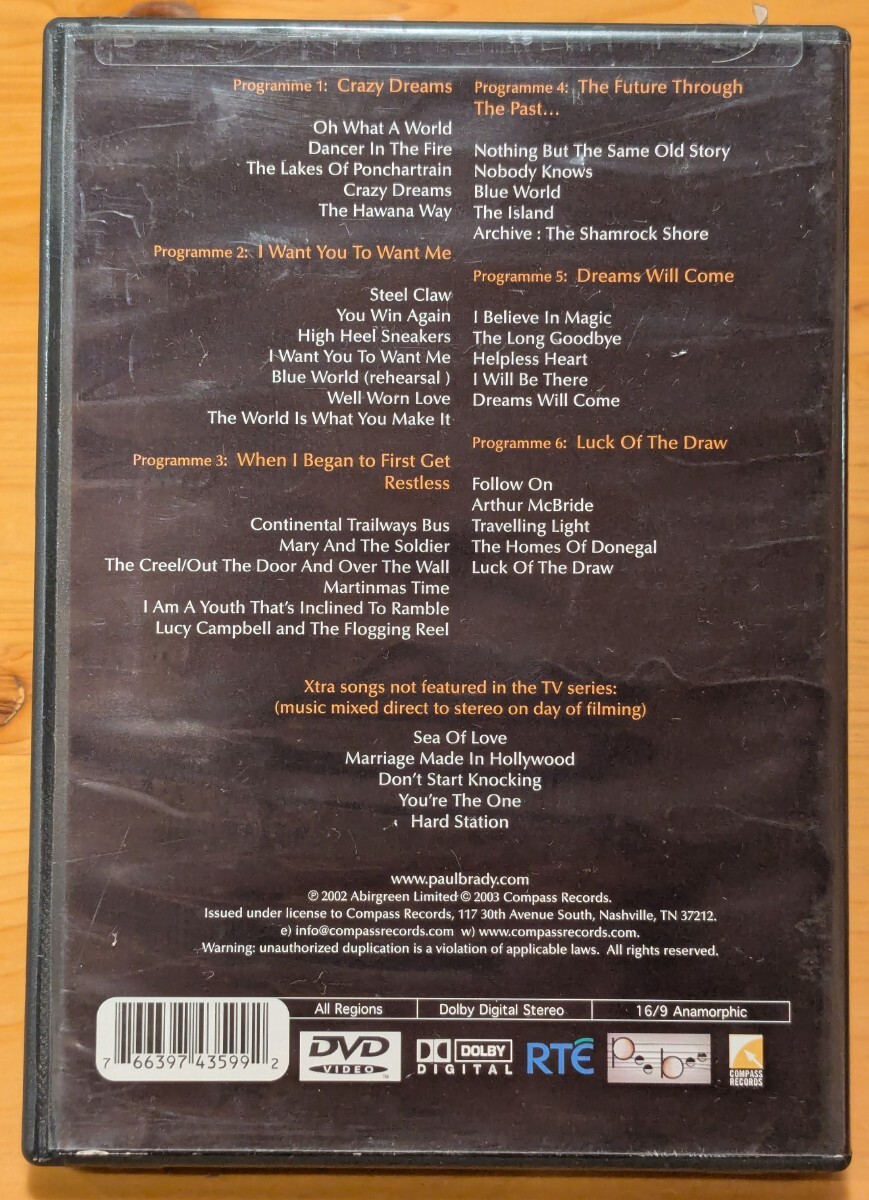 Programme 1: Crazy Dreams
Oh What A World
Dancer In The Fire
The Lakes Of Ponchartrain
Crazy Dreams
The Hawana Way
Programme 2: I Want You To Want Me
Steel Claw
You Win Again
High Heel Sneakers
I Want You To Want Me
Blue World (rehearsal )
Well Worn Love
The World Is What You Make It
Programme 3: When I Began to First Get
Restless
Continental Trailways Bus
Mary And The Soldier
The Creel/Out The Door And Over The Wall
Martinmas Time
I Am A Youth That's Inclined To Ramble
Lucy Campbell and The Flogging Reel
Programme 4: The Future Through
The Past...
Nothing But The Same Old Story
Nobody Knows
Blue World
The Island
Archive : The Shamrock Shore
Programme 5: Dreams Will Come
I Believe In Magic
The Long Goodbye
Helpless Heart
I Will Be There
Dreams Will Come
Programme 6: Luck Of The Draw
Follow On
Arthur McBride
Travelling Light
The Homes Of Donegal
Luck Of The Draw
Xtra songs not featured in the TV series:
(music mixed direct to stereo on day of filming)
Sea Of Love
Marriage Made In Hollywood
Don't Start Knocking
You're The One
Hard Station
www.paulbrady.com
℗ 2002 Abirgreen Limited © 2003 Compass Records.
Issued under license to Compass Records, 117 30th Avenue South, Nashville, TN 37212.
e) info@compassrecords.com w) www.compassrecords.com.
Warning: unauthorized duplication is a violation of applicable laws. All rights reserved.
All Regions Dolby Digital Stereo 16/9 Anamorphic
7 66397 43599 2
DVD
VIDEO
™
DOLBY
DIGITAL
RTÉ
PeeBee
COMPASS
RECORDS